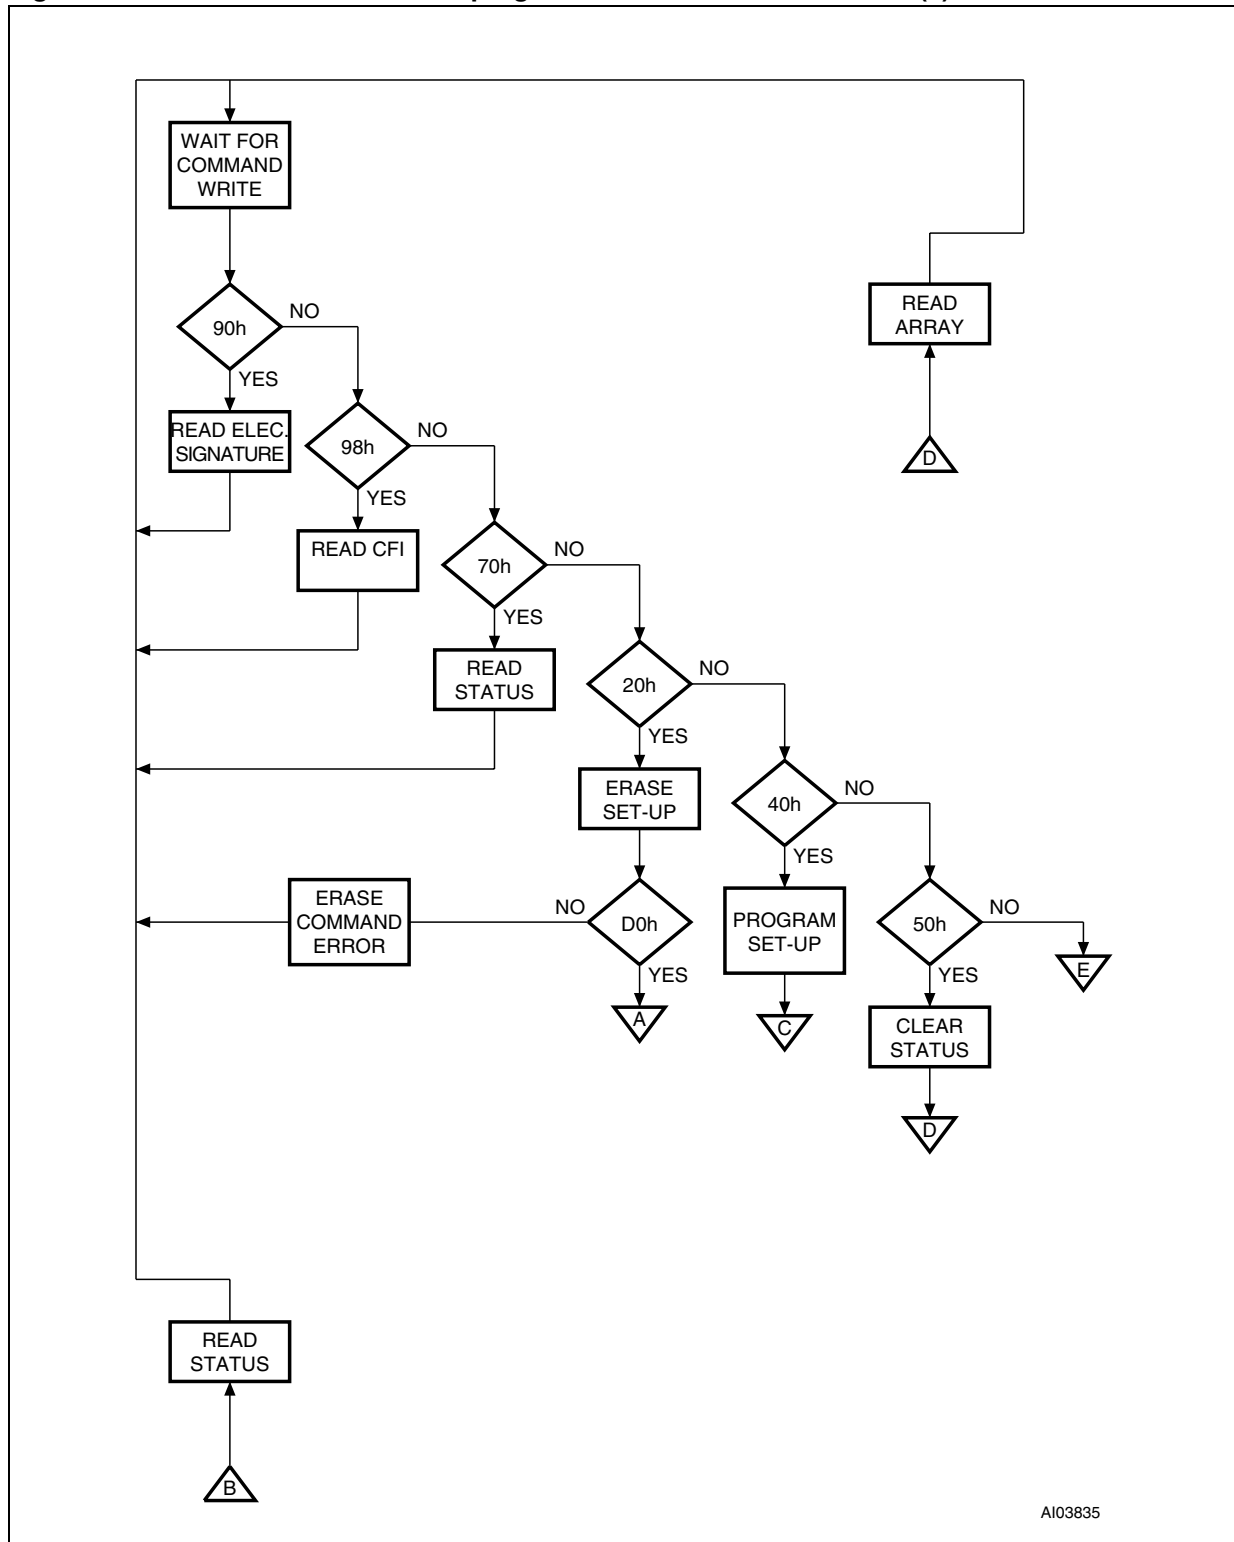 WAIT FOR
COMMAND
WRITE
90h
NO
YES
READ ELEC.
SIGNATURE
98h
NO
YES
READ CFI
70h
NO
YES
READ
STATUS
20h
NO
YES
ERASE
SET-UP
40h
NO
YES
PROGRAM
SET-UP
C
D0h
NO
YES
ERASE
COMMAND
ERROR
A
50h
NO
YES
E
CLEAR
STATUS
D
READ
ARRAY
D
READ
STATUS
B
AI03835